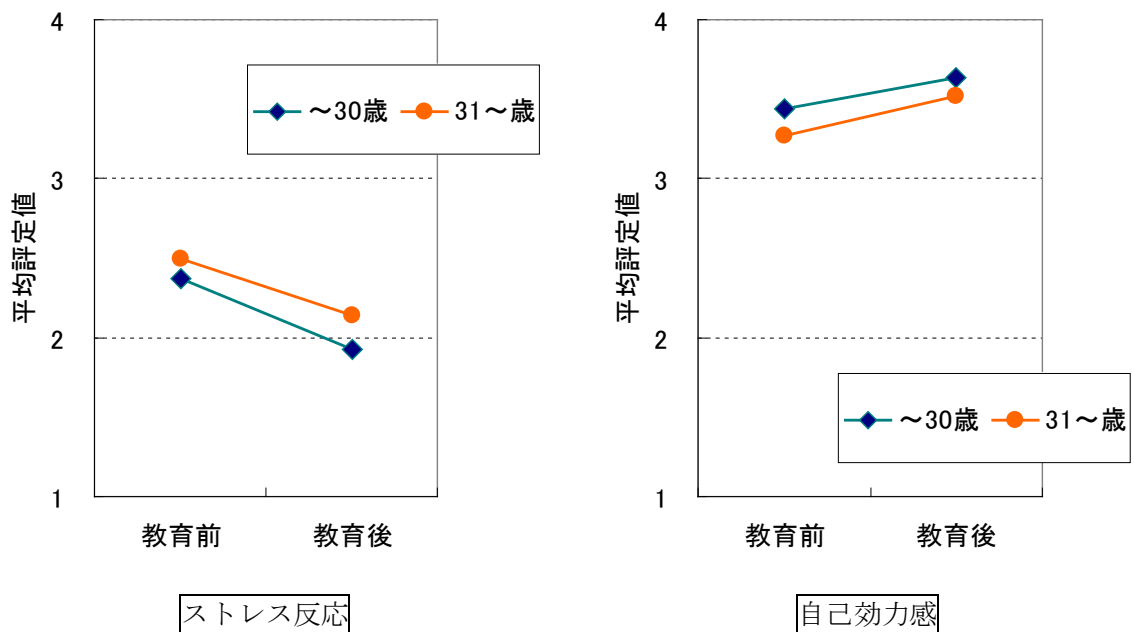 4
3
2
1
平均評定値
～30歳 31～歳
教育前 教育後
ストレス反応
4
3
2
1
平均評定値
～30歳 31～歳
教育前 教育後
自己効力感